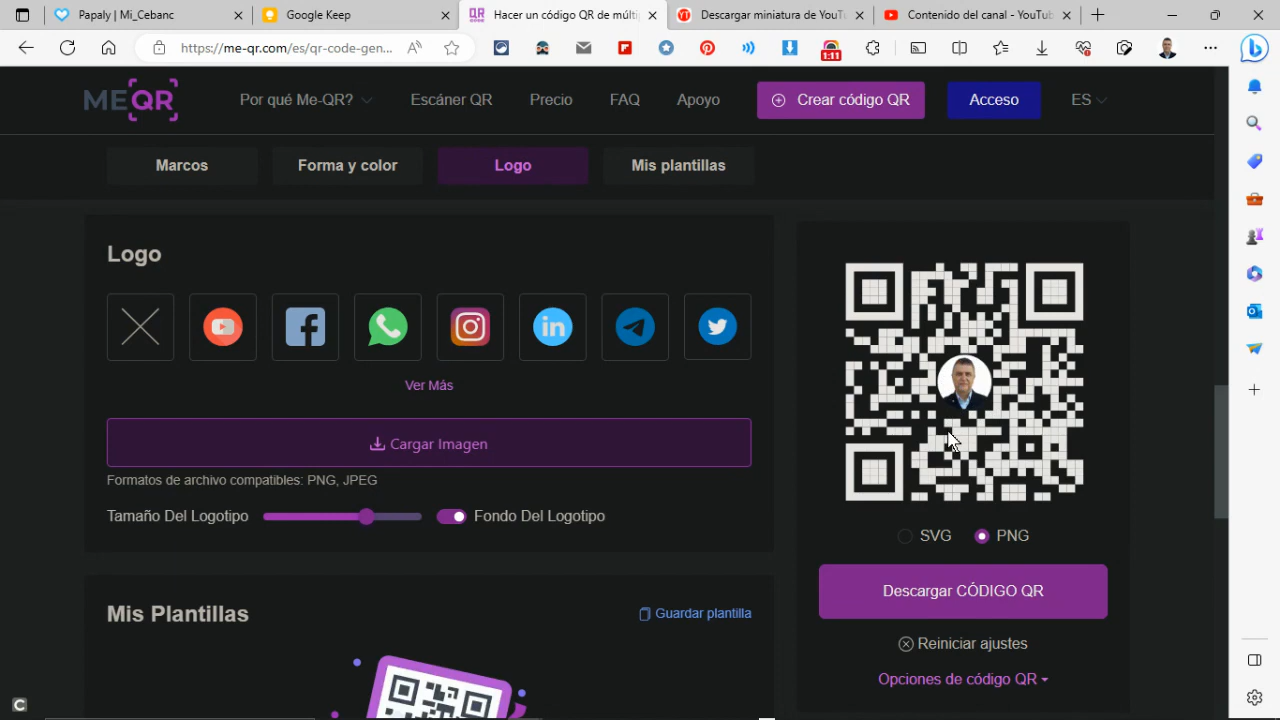 Papaly | Mi_Cebanc
Google Keep
Hacer un código QR de múlti
Descargar miniatura de YouTu
Contenido del canal - YouTub
https://me-qr.com/es/qr-code-gen...
1:11
MEQR
Por qué Me-QR?
Escáner QR
Precio
FAQ
Apoyo
Crear código QR
Acceso
ES
Marcos
Forma y color
Logo
Mis plantillas
Logo
Ver Más
Cargar Imagen
Formatos de archivo compatibles: PNG, JPEG
Tamaño Del Logotipo
Fondo Del Logotipo
SVG
PNG
Descargar CÓDIGO QR
Reiniciar ajustes
Opciones de código QR
Mis Plantillas
Guardar plantilla